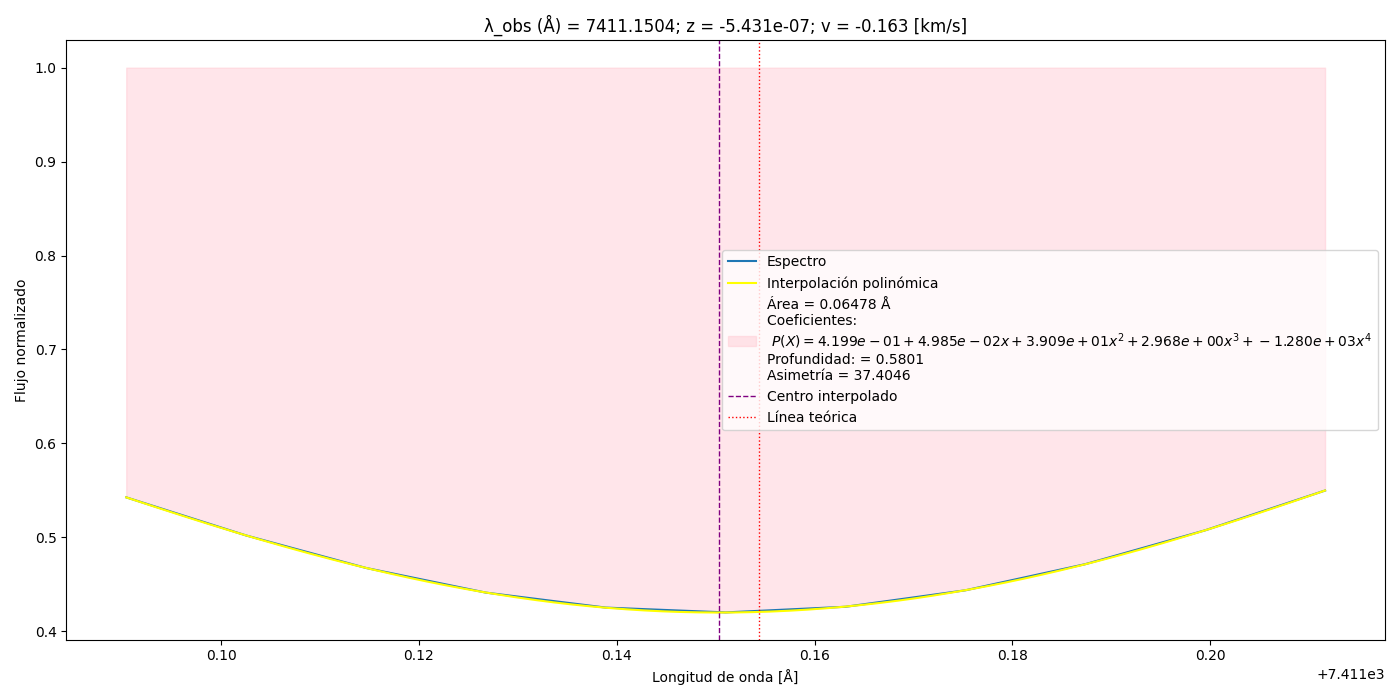 λ_obs (Å) = 7411.1504; z = -5.431e-07; v = -0.163 [km/s]
Flujo normalizado
1.0
0.9
0.8
0.7
0.6
0.5
0.4
Espectro
Interpolación polinómica
Área = 0.06478 Å
Coeficientes:
P(X) = 4.199e − 01 + 4.985e − 02x + 3.909e + 01x² + 2.968e + 00x³ + −1.280e + 03x⁴
Profundidad: = 0.5801
Asimetría = 37.4046
Centro interpolado
Línea teórica
0.10 0.12 0.14 0.16 0.18 0.20
+7.411e3
Longitud de onda [Å]